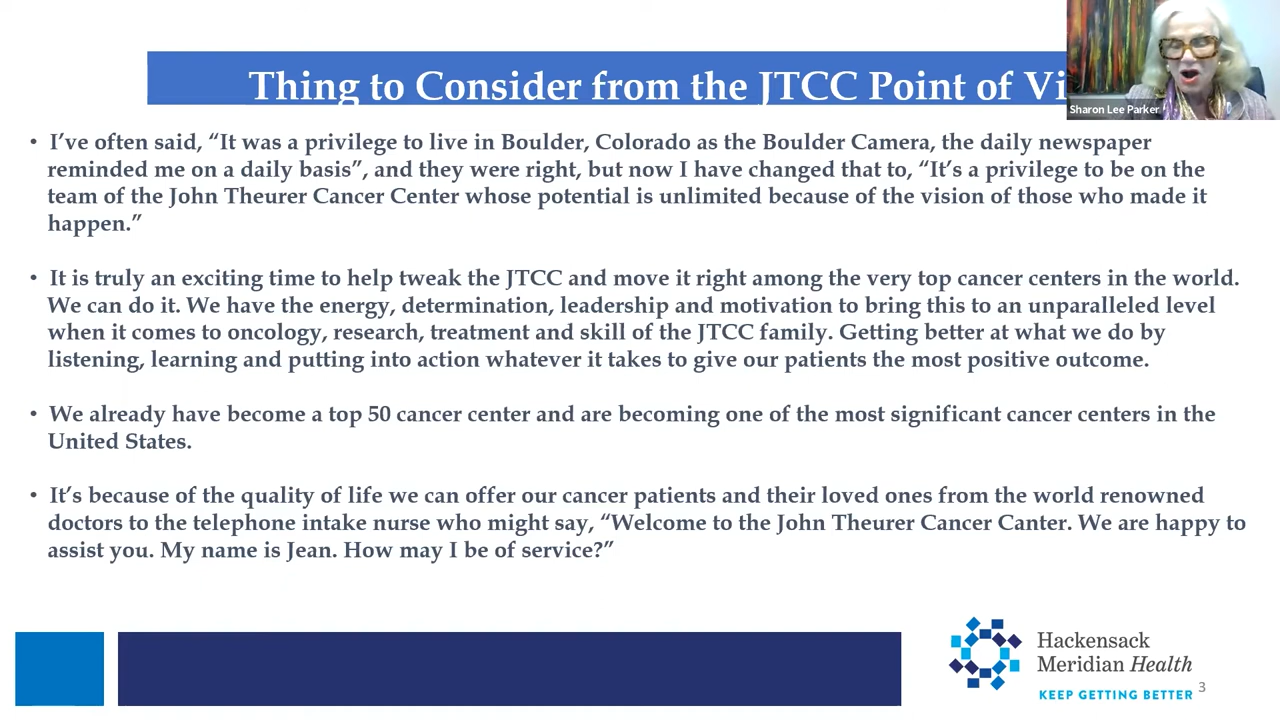 Thing to Consider from the JTCC Point of Vi
Sharon Lee Parker
• I’ve often said, “It was a privilege to live in Boulder, Colorado as the Boulder Camera, the daily newspaper
reminded me on a daily basis”, and they were right, but now I have changed that to, “It’s a privilege to be on the
team of the John Theurer Cancer Center whose potential is unlimited because of the vision of those who made it
happen.”
• It is truly an exciting time to help tweak the JTCC and move it right among the very top cancer centers in the world.
We can do it. We have the energy, determination, leadership and motivation to bring this to an unparalleled level
when it comes to oncology, research, treatment and skill of the JTCC family. Getting better at what we do by
listening, learning and putting into action whatever it takes to give our patients the most positive outcome.
• We already have become a top 50 cancer center and are becoming one of the most significant cancer centers in the
United States.
• It’s because of the quality of life we can offer our cancer patients and their loved ones from the world renowned
doctors to the telephone intake nurse who might say, “Welcome to the John Theurer Cancer Canter. We are happy to
assist you. My name is Jean. How may I be of service?”
Hackensack
Meridian Health
KEEP GETTING BETTER
3